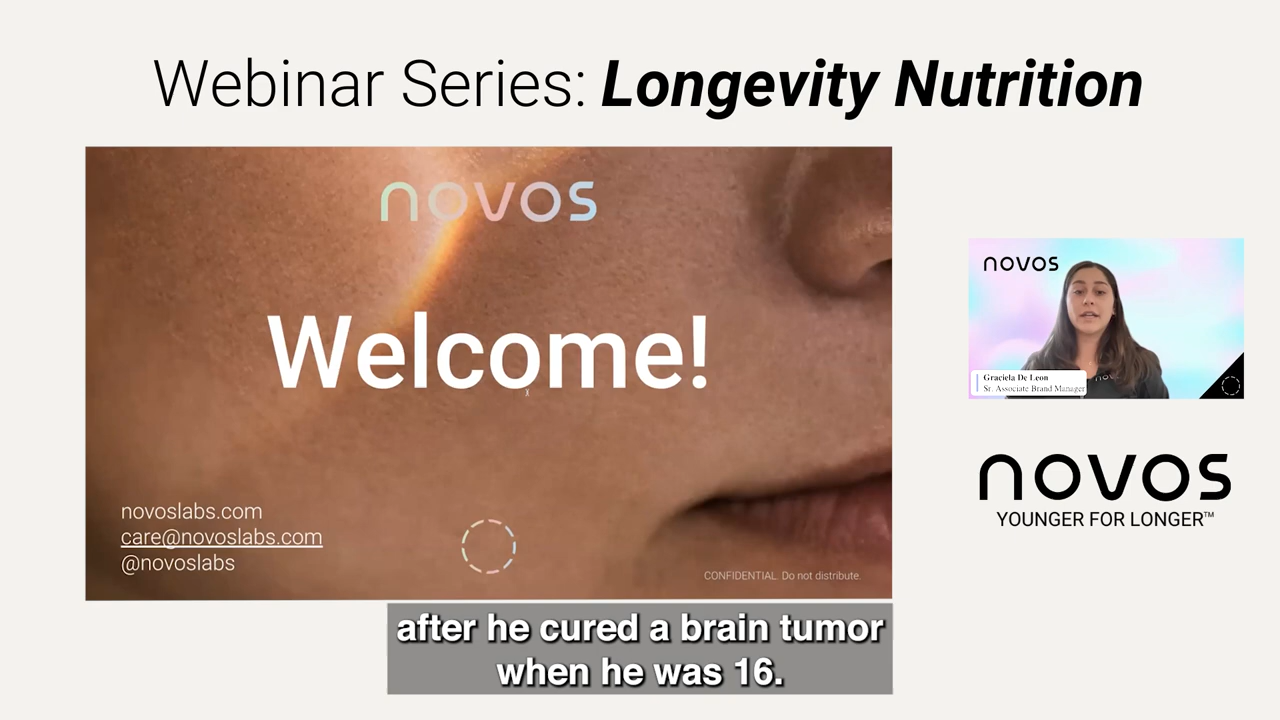 Webinar Series: Longevity Nutrition
novos
Welcome!
novoslabs.com
care@novoslabs.com
@novoslabs
CONFIDENTIAL. Do not distribute.
novos
Graciela De Leon
Sr. Associate Brand Manager
novos
YOUNGER FOR LONGER™
after he cured a brain tumor
when he was 16.